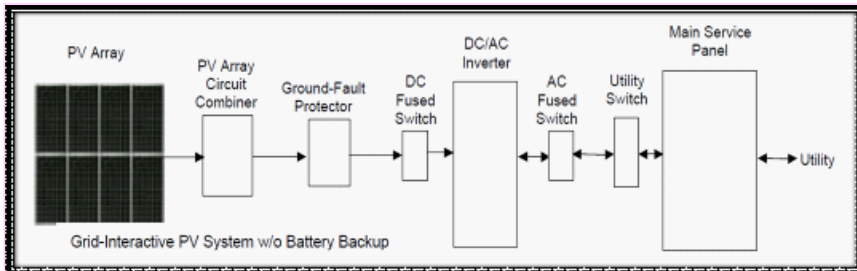 PV Array
PV Array
Circuit
Combiner
Ground-Fault
Protector
DC
Fused
Switch
DC/AC
Inverter
AC
Fused
Switch
Utility
Switch
Main Service
Panel
Utility
Grid-Interactive PV System w/o Battery Backup